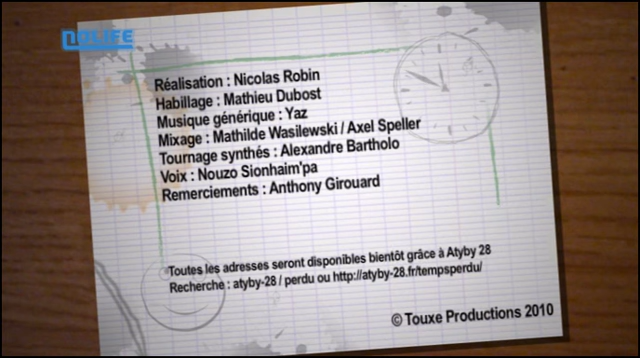 NOLIFE
Réalisation : Nicolas Robin
Habillage : Mathieu Dubost
Musique générique : Yaz
Mixage : Mathilde Wasilewski / Axel Speller
Tournage synthés : Alexandre Bartholo
Voix : Nouzo Sionhaim'pa
Remerciements : Anthony Girouard
Toutes les adresses seront disponibles bientôt grâce à Atyby 28
Recherche : atyby-28 / perdu ou http://atyby-28.fr/tempsperdu/
© Touxe Productions 2010